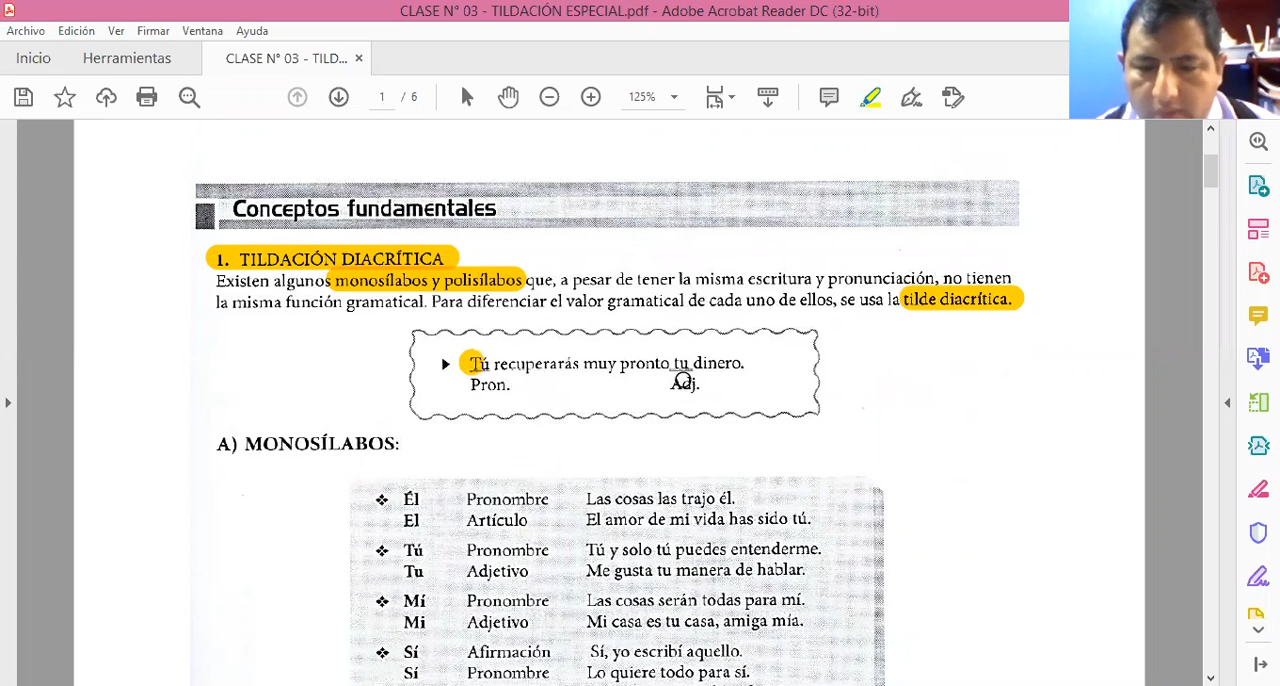 CLASE N° 03 - TILDACIÓN ESPECIAL.pdf - Adobe Acrobat Reader DC (32-bit)
Archivo Edición Ver Firmar Ventana Ayuda
Inicio Herramientas CLASE N° 03 - TILD... ×
1 / 6 125%
Conceptos fundamentales
1. TILDACIÓN DIACRÍTICA
Existen algunos monosílabos y polisílabos que, a pesar de tener la misma escritura y pronunciación, no tienen
la misma función gramatical. Para diferenciar el valor gramatical de cada uno de ellos, se usa la tilde diacrítica.
Tú recuperarás muy pronto tu dinero.
Pron. Adj.
A) MONOSÍLABOS:
Él Pronombre Las cosas las trajo él.
El Artículo El amor de mi vida has sido tú.
Tú Pronombre Tú y solo tú puedes entenderme.
Tu Adjetivo Me gusta tu manera de hablar.
Mí Pronombre Las cosas serán todas para mí.
Mi Adjetivo Mi casa es tu casa, amiga mía.
Sí Afirmación Sí, yo escribí aquello.
Sí Pronombre Lo quiere todo para sí.